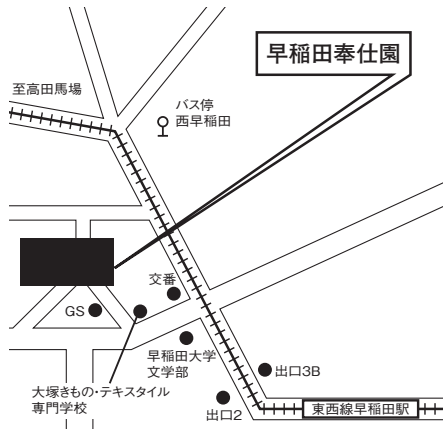 早稲田奉仕園
至高田馬場
バス停
西早稲田
交番
GS
早稲田大学
文学部
大塚きもの・テキスタイル
専門学校
出口3B
出口2
東西線早稲田駅